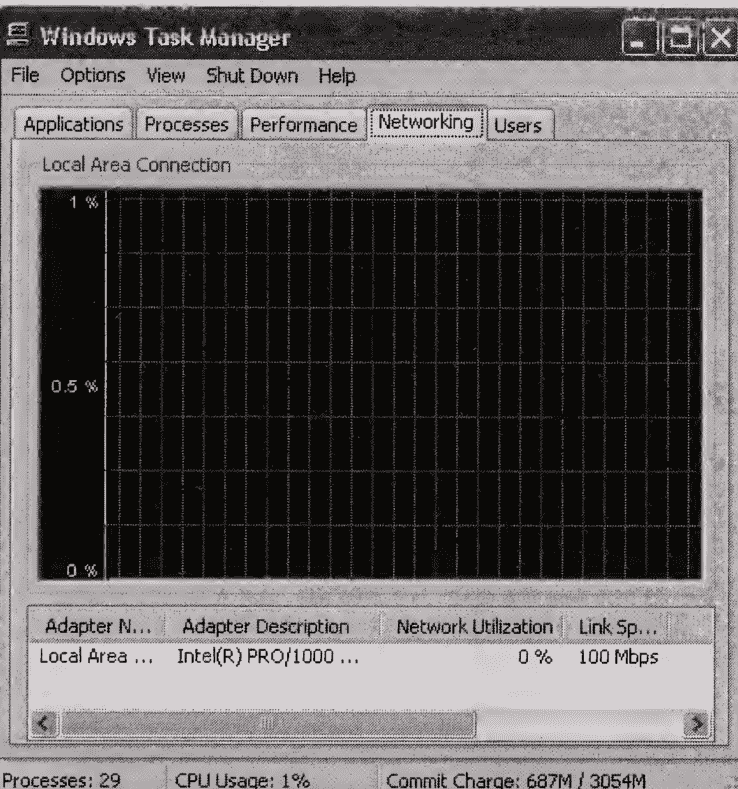 Windows Task Manager
File Options View Shut Down Help
Applications Processes Performance Networking Users
Local Area Connection
1 %
0.5 %
0 %
Adapter N... Adapter Description Network Utilization Link Sp...
Local Area ... Intel(R) PRO/1000 ... 0 % 100 Mbps
Processes: 29 CPU Usage: 1% Commit Charge: 687M / 3054M